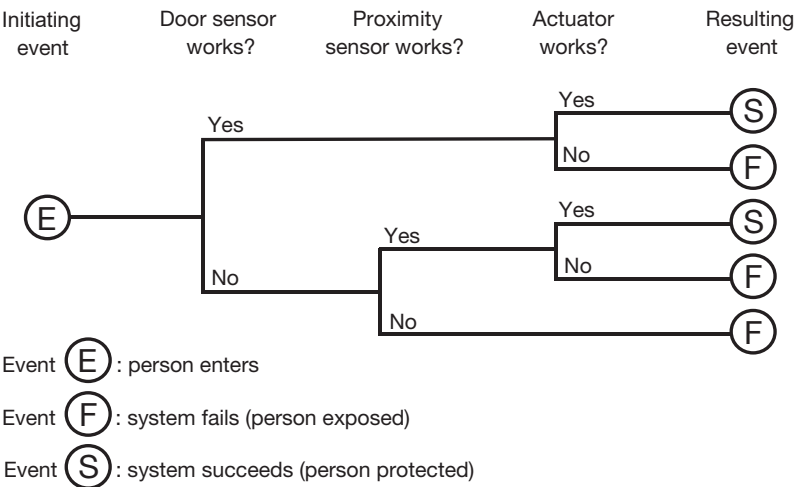 Initiating event
Door sensor works?
Proximity sensor works?
Actuator works?
Resulting event
Yes
S
Yes
No
F
E
Yes
S
Yes
No
F
No
No
F
Event E : person enters
Event F : system fails (person exposed)
Event S : system succeeds (person protected)